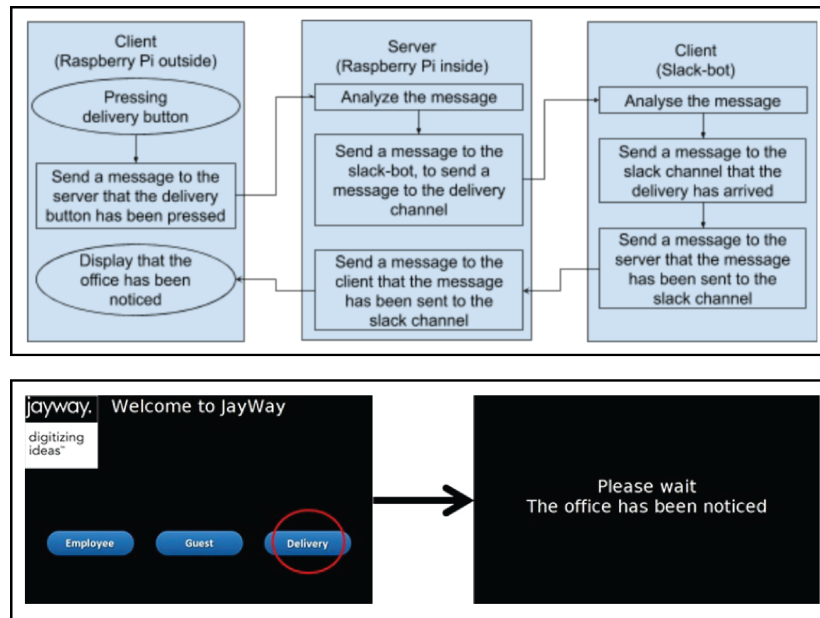 Client
(Raspberry Pi outside)
Pressing
delivery button
Send a message to the
server that the delivery
button has been pressed
Display that the
office has been
noticed
Server
(Raspberry Pi inside)
Analyze the message
Send a message to the
slack-bot, to send a
message to the delivery
channel
Send a message to the
client that the message
has been sent to the
slack channel
Client
(Slack-bot)
Analyse the message
Send a message to the
slack channel that the
delivery has arrived
Send a message to the
server that the message
has been sent to the
slack channel
jayway.
digitizing
ideas™
Welcome to JayWay
Employee
Guest
Delivery
Please wait
The office has been noticed